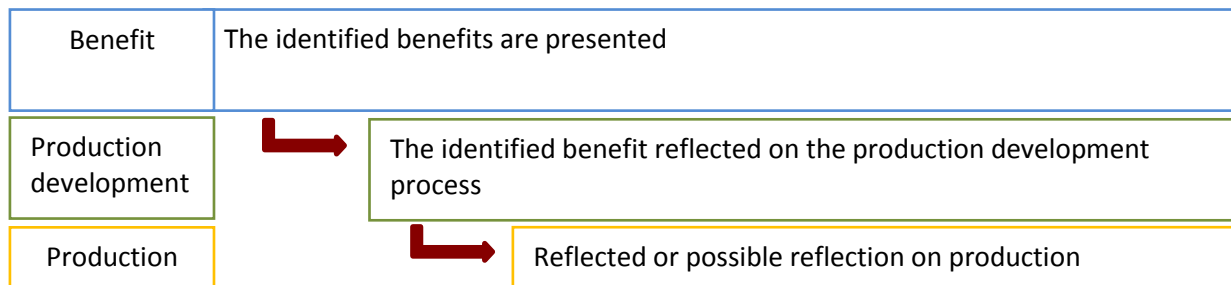 Benefit
The identified benefits are presented
Production
development
The identified benefit reflected on the production development
process
Production
Reflected or possible reflection on production